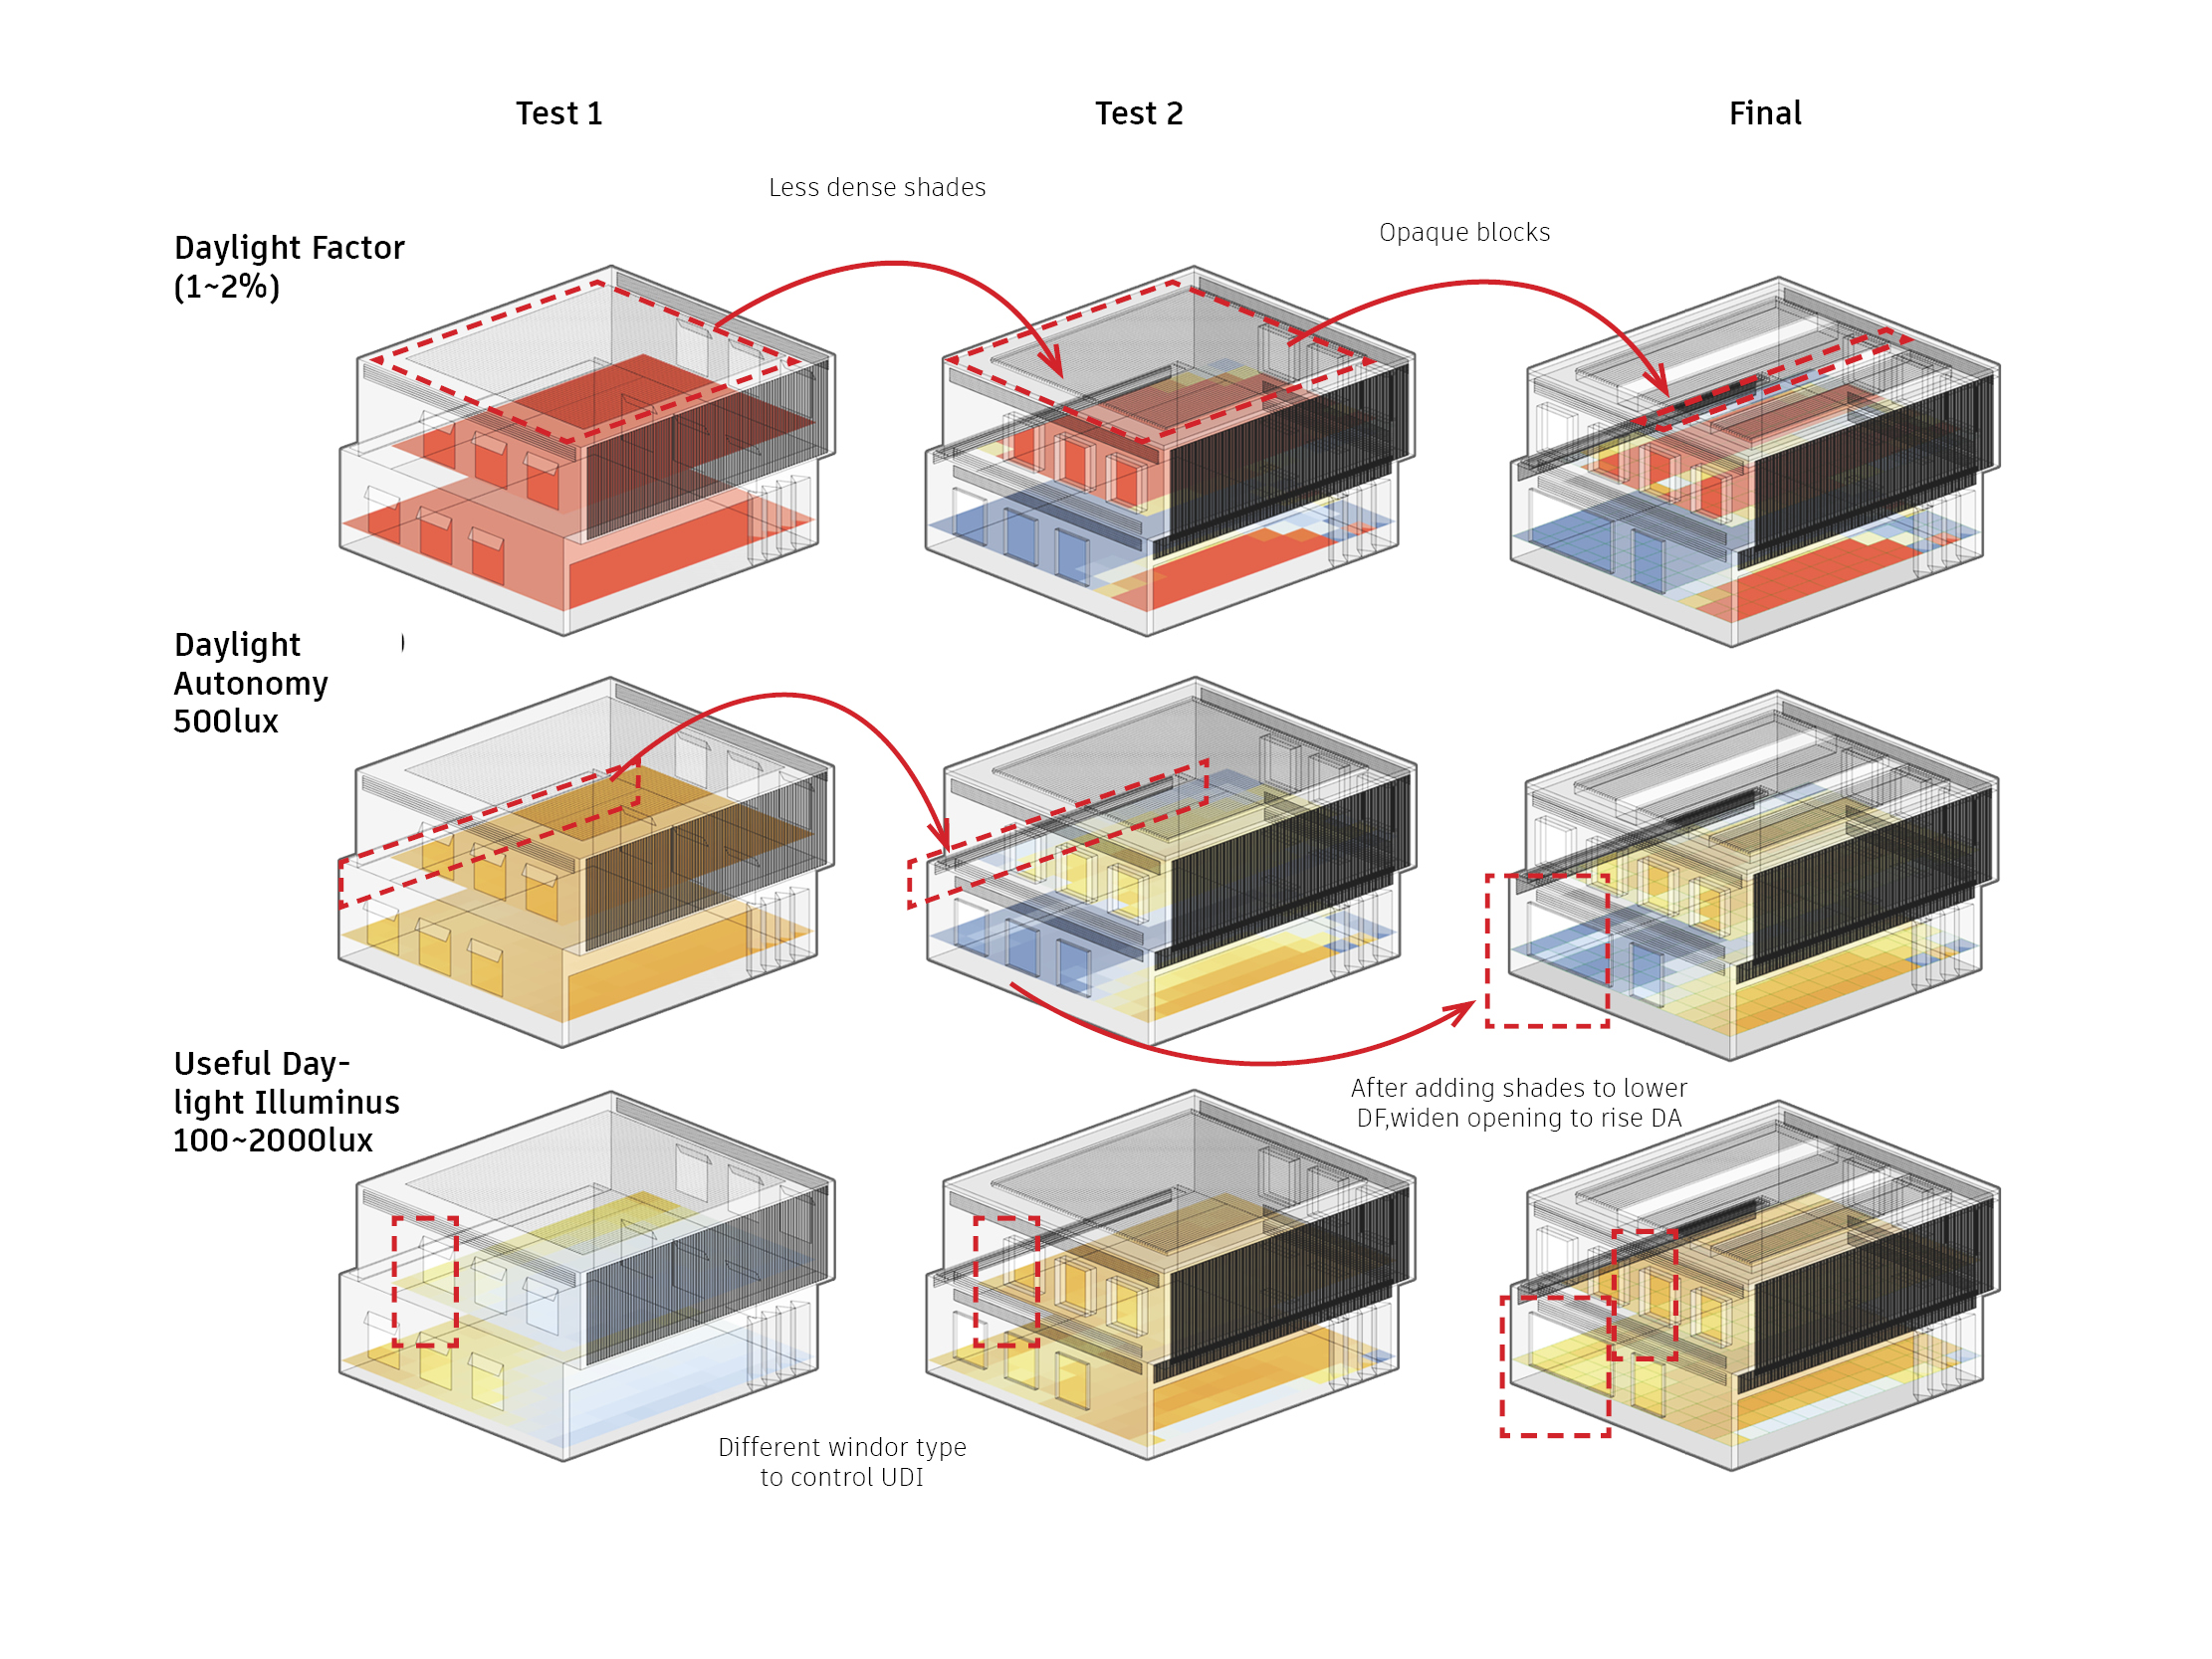 Test 1
Test 2
Final
Less dense shades
Opaque blocks
Daylight Factor
(1~2%)
Daylight
Autonomy
500lux
)
Useful Day-
light Illuminus
100~2000lux
After adding shades to lower
DF,widen opening to rise DA
Different windor type
to control UDI